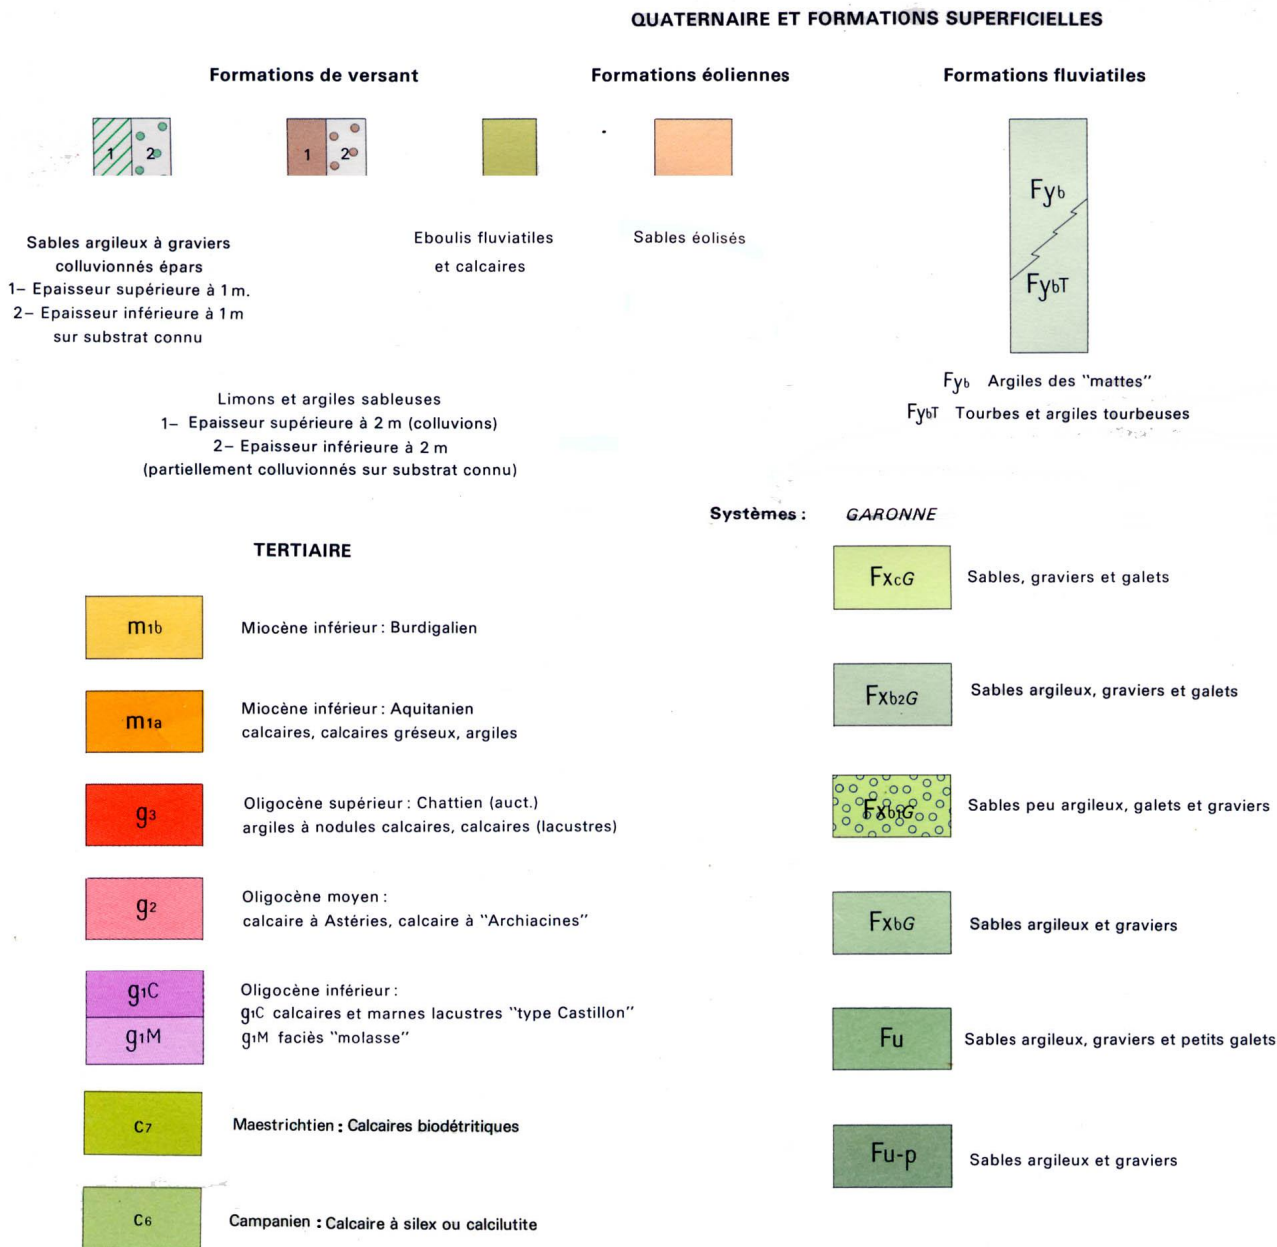 QUATERNAIRE ET FORMATIONS SUPERFICIELLES
Formations de versant
Formations éoliennes
Formations fluviatiles
1 2
1 2
Sables argileux à graviers
colluvionnés épars
1– Epaisseur supérieure à 1 m.
2– Epaisseur inférieure à 1 m
sur substrat connu
Limons et argiles sableuses
1– Epaisseur supérieure à 2 m (colluvions)
2– Epaisseur inférieure à 2 m
(partiellement colluvionnés sur substrat connu)
Eboulis fluviatiles
et calcaires
Sables éolisés
Fyb
FybT
Fyb Argiles des "mattes"
FybT Tourbes et argiles tourbeuses
TERTIAIRE
m1b
Miocène inférieur : Burdigalien
m1a
Miocène inférieur : Aquitanien
calcaires, calcaires gréseux, argiles
g3
Oligocène supérieur : Chattien (auct.)
argiles à nodules calcaires, calcaires (lacustres)
g2
Oligocène moyen :
calcaire à Astéries, calcaire à "Archiacines"
g1C
g1M
Oligocène inférieur :
g1C calcaires et marnes lacustres "type Castillon"
g1M faciès "molasse"
c7
Maestrichtien : Calcaires biodétritiques
c6
Campanien : Calcaire à silex ou calcilutite
Systèmes : GARONNE
FxcG
Sables, graviers et galets
Fxb2G
Sables argileux, graviers et galets
Fxb1G
Sables peu argileux, galets et graviers
FxbG
Sables argileux et graviers
Fu
Sables argileux, graviers et petits galets
Fu-p
Sables argileux et graviers